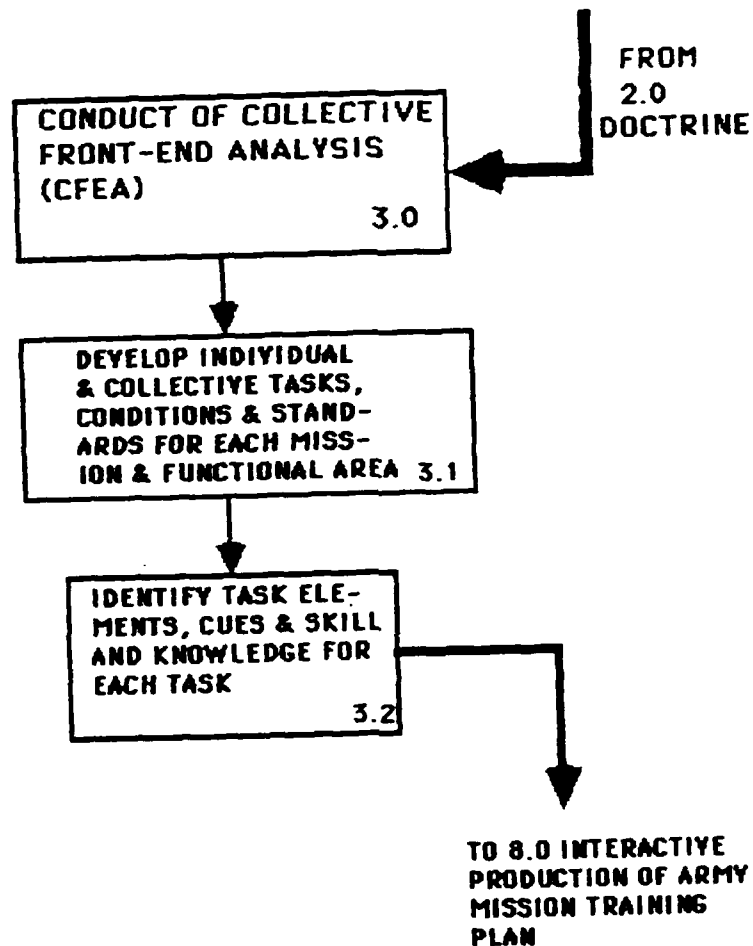 FROM
2.0
DOCTRINE
CONDUCT OF COLLECTIVE
FRONT-END ANALYSIS
(CFEA)
3.0
DEVELOP INDIVIDUAL
& COLLECTIVE TASKS,
CONDITIONS & STAND-
ARDS FOR EACH MISS-
ION & FUNCTIONAL AREA 3.1
IDENTIFY TASK ELE-
MENTS, CUES & SKILL
AND KNOWLEDGE FOR
EACH TASK
3.2
TO 8.0 INTERACTIVE
PRODUCTION OF ARMY
MISSION TRAINING
PLAN